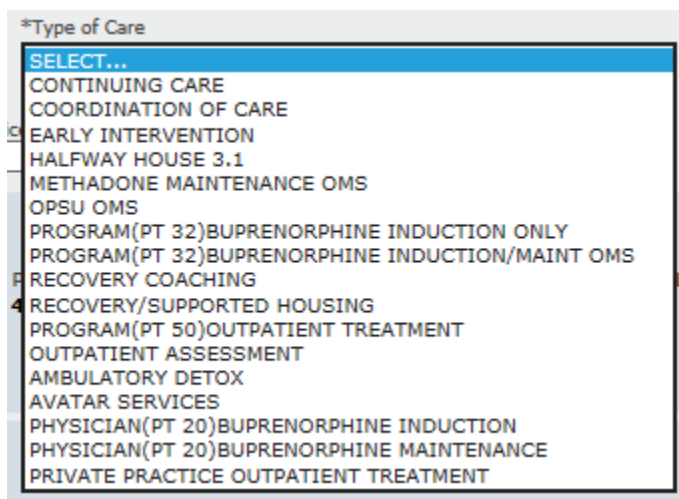 *Type of Care
SELECT...
CONTINUING CARE
COORDINATION OF CARE
EARLY INTERVENTION
HALFWAY HOUSE 3.1
METHADONE MAINTENANCE OMS
OPSU OMS
PROGRAM(PT 32)BUPRENORPHINE INDUCTION ONLY
PROGRAM(PT 32)BUPRENORPHINE INDUCTION/MAINT OMS
RECOVERY COACHING
RECOVERY/SUPPORTED HOUSING
PROGRAM(PT 50)OUTPATIENT TREATMENT
OUTPATIENT ASSESSMENT
AMBULATORY DETOX
AVATAR SERVICES
PHYSICIAN(PT 20)BUPRENORPHINE INDUCTION
PHYSICIAN(PT 20)BUPRENORPHINE MAINTENANCE
PRIVATE PRACTICE OUTPATIENT TREATMENT